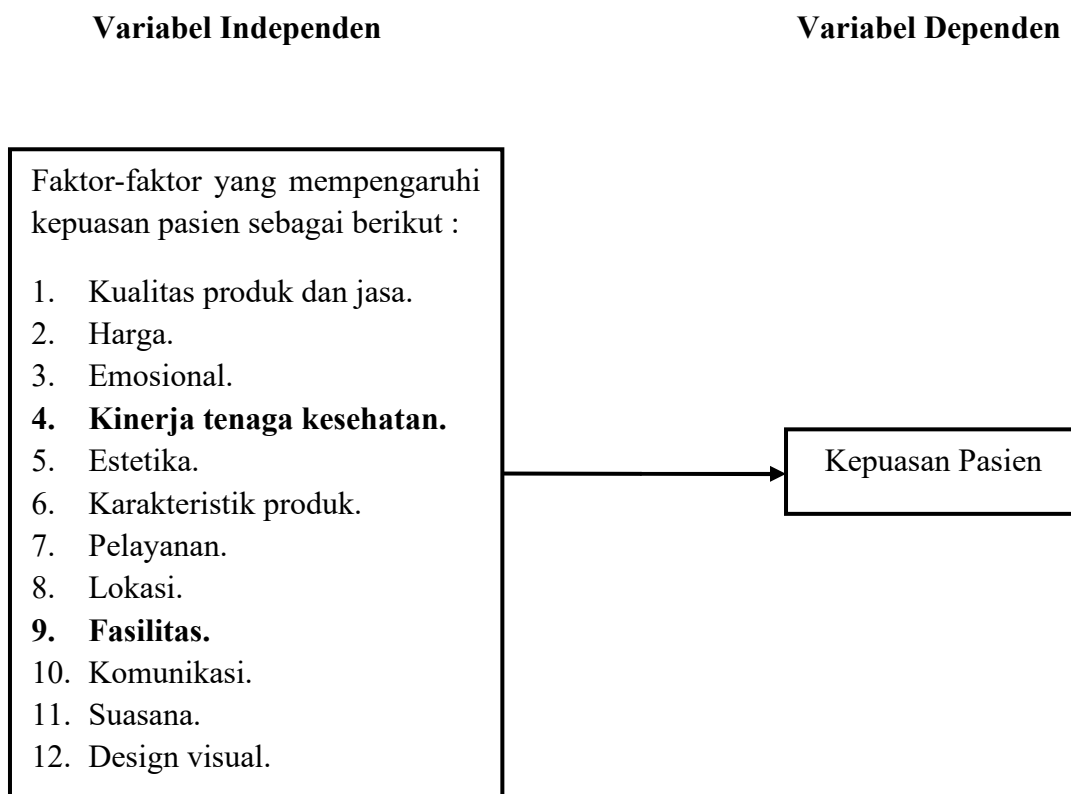 Variabel Independen
Variabel Dependen
Faktor-faktor yang mempengaruhi
kepuasan pasien sebagai berikut :
1. Kualitas produk dan jasa.
2. Harga.
3. Emosional.
4. Kinerja tenaga kesehatan.
5. Estetika.
6. Karakteristik produk.
7. Pelayanan.
8. Lokasi.
9. Fasilitas.
10. Komunikasi.
11. Suasana.
12. Design visual.
Kepuasan Pasien